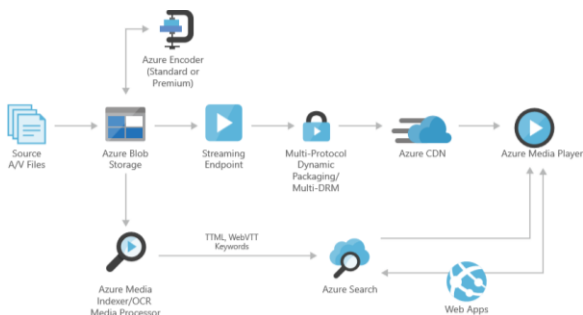 Azure Encoder
(Standard or
Premium)
Source
A/V Files
Azure Blob
Storage
Streaming
Endpoint
Multi-Protocol
Dynamic
Packaging/
Multi-DRM
Azure CDN
Azure Media Player
TTML, WebVTT
Keywords
Azure Media
Indexer/OCR
Media Processor
Azure Search
Web Apps